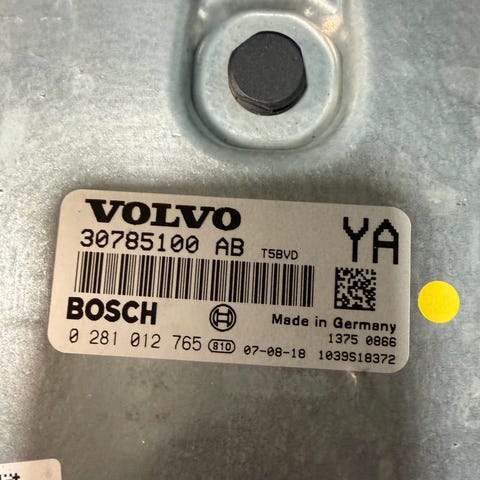 VOLVO
30785100 AB T5BVD
YA
BOSCH
Made in Germany
1375 0866
0 281 012 765 810 07-08-18 1039S18372